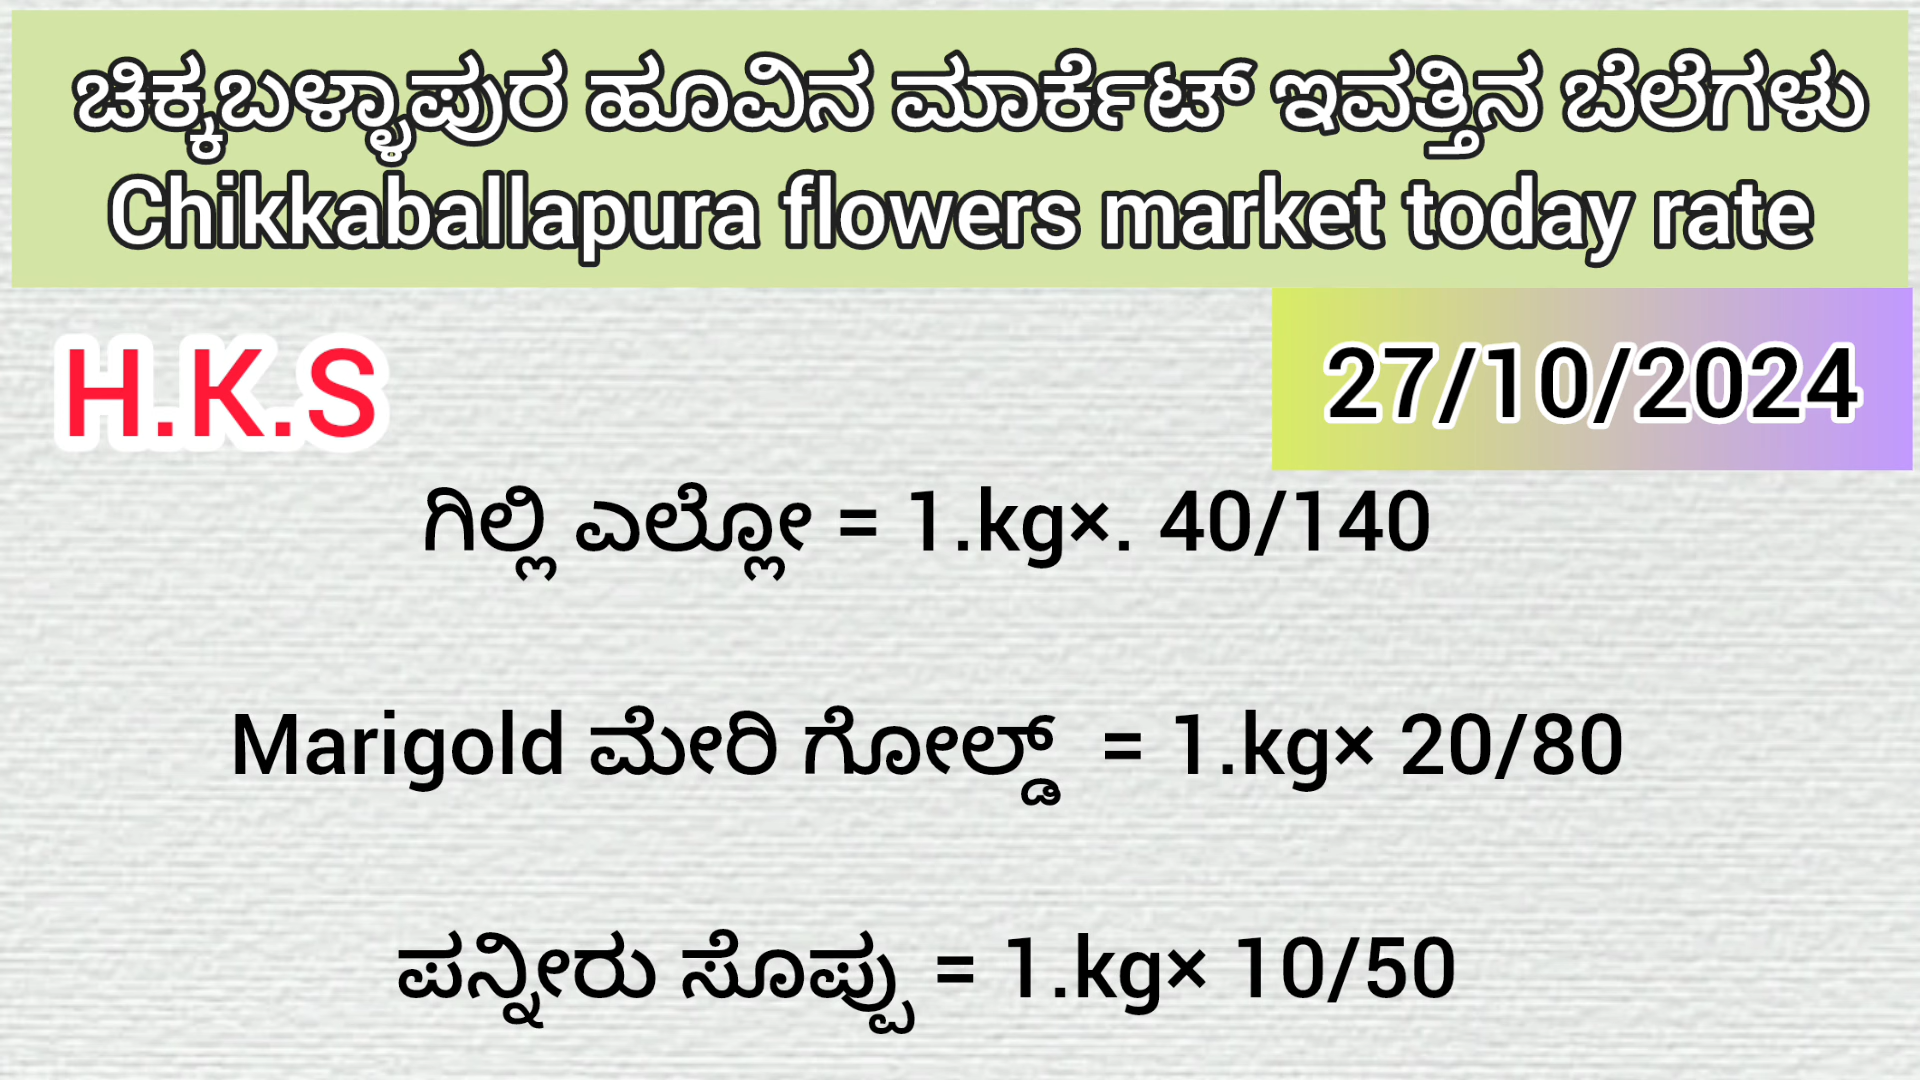 ಚಿಕ್ಕಬಳ್ಳಾಪುರ ಹೂವಿನ ಮಾರ್ಕೆಟ್ ಇವತ್ತಿನ ಬೆಲೆಗಳು
Chikkaballapura flowers market today rate
H.K.S
27/10/2024
ಗಿಲ್ಲಿ ಎಲ್ಲೋ = 1.kg×. 40/140
Marigold ಮೇರಿ ಗೋಲ್ಡ್ = 1.kg× 20/80
ಪನ್ನೀರು ಸೊಪ್ಪು = 1.kg× 10/50